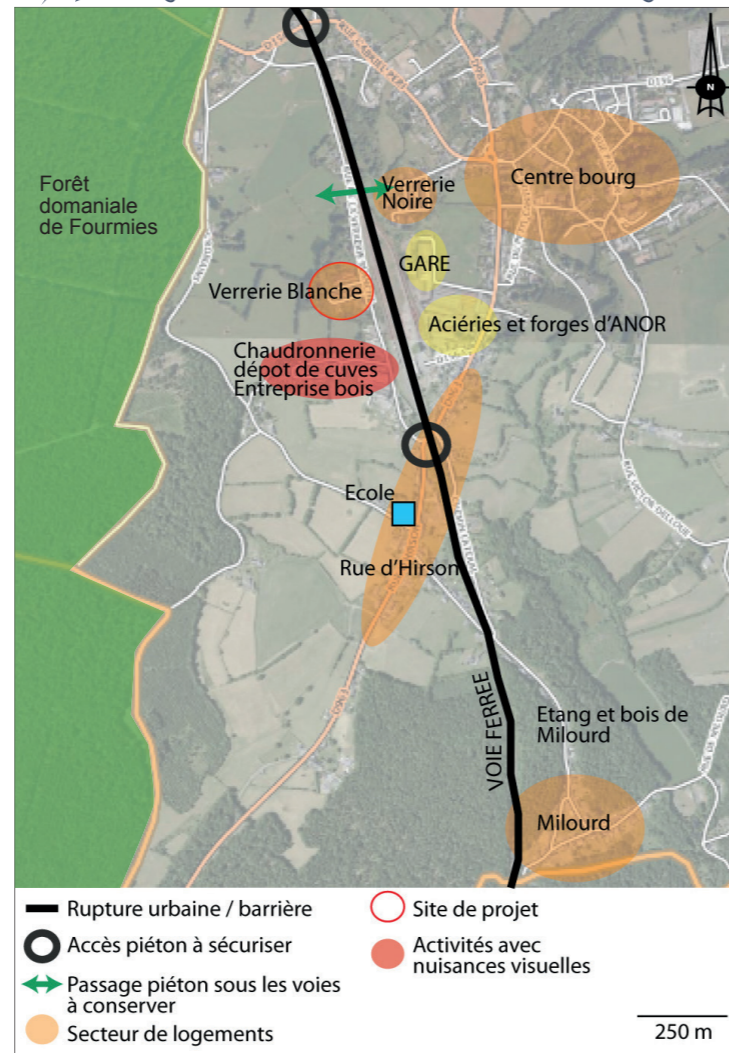 D196
N
Forêt
domaniale
de Fourmies
Verrerie
Noire
Centre bourg
GARE
Verrerie Blanche
Aciéries et forges d'ANOR
Chaudronnerie
dépot de cuves
Entreprise bois
Ecole
Rue d'Hirson
D963
VOIE FERREE
Etang et bois de
Milourd
Milourd
Rupture urbaine / barrière
Accès piéton à sécuriser
Passage piéton sous les voies
à conserver
Secteur de logements
Site de projet
Activités avec
nuisances visuelles
250 m